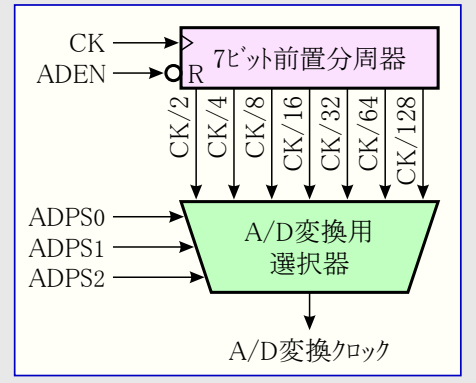 CK
7ビット前置分周器
ADEN
R
CK/2
CK/4
CK/8
CK/16
CK/32
CK/64
CK/128
ADPS0
ADPS1
ADPS2
A/D変換用
選択器
A/D変換クロック